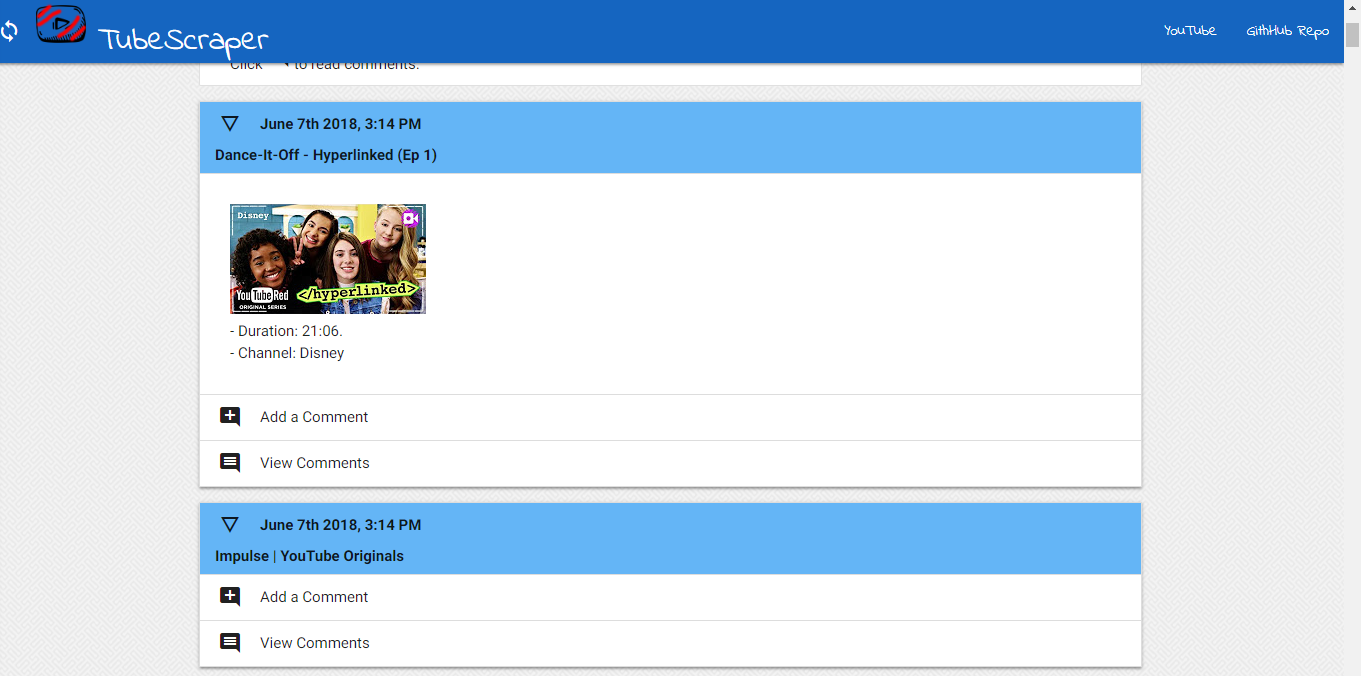 TubeScraper
YouTube
GithHub Repo
Click to read comments.
June 7th 2018, 3:14 PM
Dance-It-Off - Hyperlinked (Ep 1)
Disney
YouTube Red
ORIGINAL SERIES
</hyperlinked>
- Duration: 21:06.
- Channel: Disney
Add a Comment
View Comments
June 7th 2018, 3:14 PM
Impulse | YouTube Originals
Add a Comment
View Comments